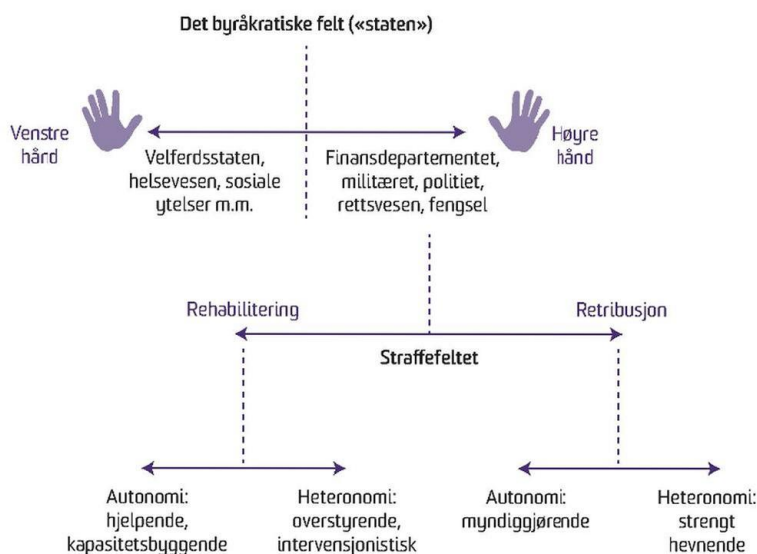 Det byråkratiske felt («staten»)
Venstre
hånd
Høyre
hånd
Velferdsstaten,
helsevesen, sosiale
ytelser m.m.
Finansdepartementet,
militæret, politiet,
rettsvesen, fengsel
Rehabilitering
Retribusjon
Straffefeltet
Autonomi:
hjelpende,
kapasitetsbyggende
Heteronomi:
overstyrende,
intervensjonistisk
Autonomi:
myndiggjørende
Heteronomi:
strengt
hevnende